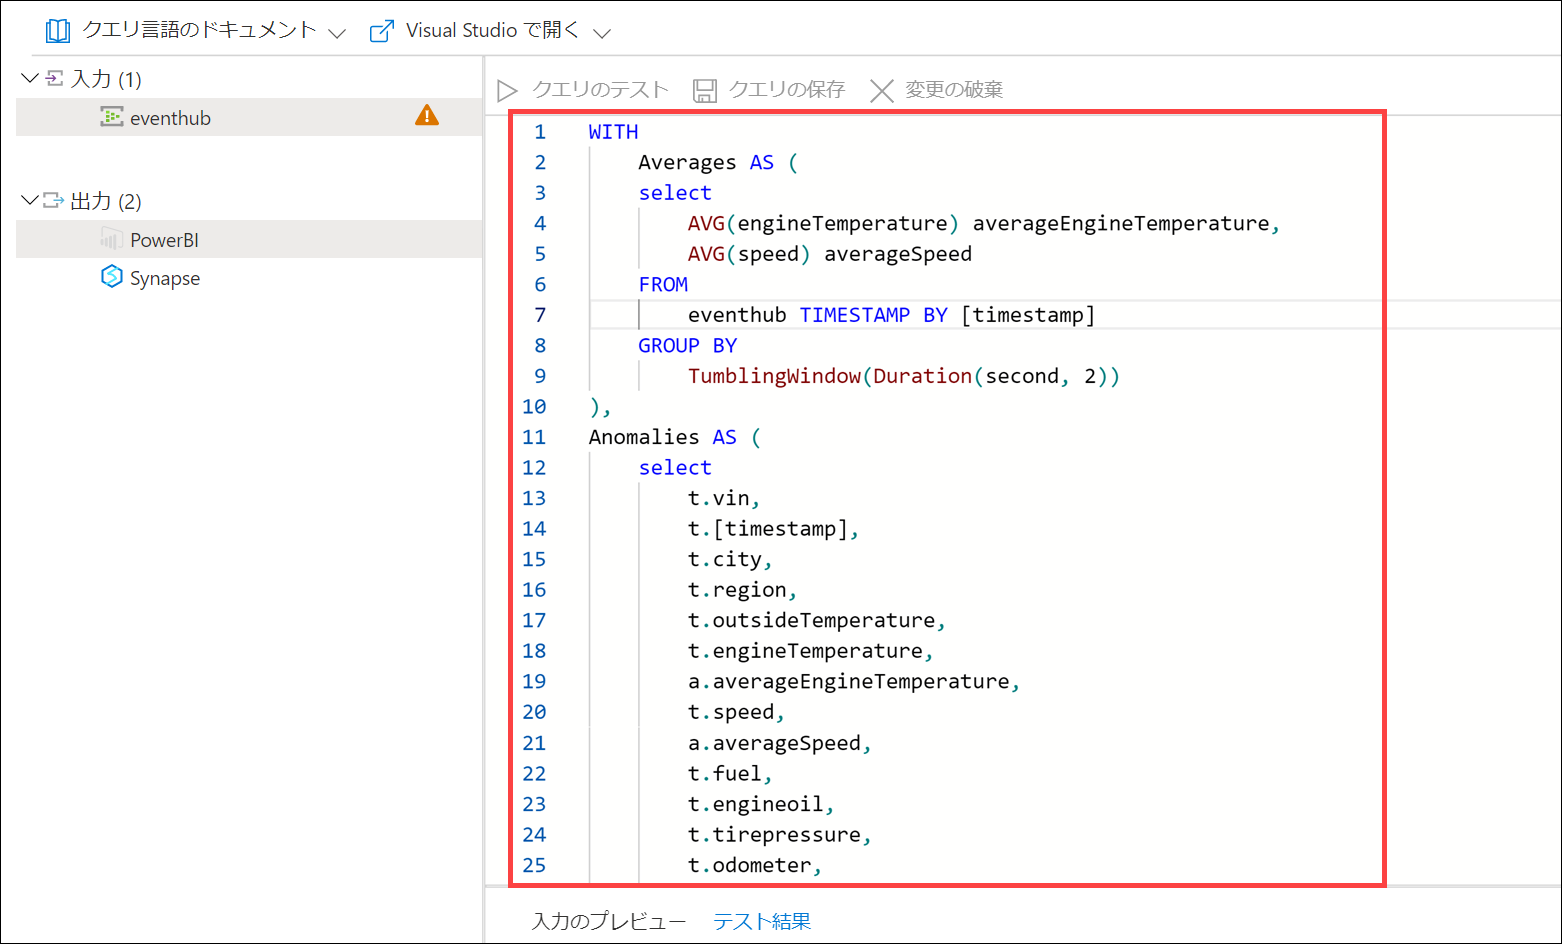 クエリ言語のドキュメント Visual Studio で開く
入力 (1)
eventhub
出力 (2)
PowerBI
Synapse
クエリのテスト クエリの保存 変更の破棄
1 WITH
2 Averages AS (
3 select
4 AVG(engineTemperature) averageEngineTemperature,
5 AVG(speed) averageSpeed
6 FROM
7 eventhub TIMESTAMP BY [timestamp]
8 GROUP BY
9 TumblingWindow(Duration(second, 2))
10 ),
11 Anomalies AS (
12 select
13 t.vin,
14 t.[timestamp],
15 t.city,
16 t.region,
17 t.outsideTemperature,
18 t.engineTemperature,
19 a.averageEngineTemperature,
20 t.speed,
21 a.averageSpeed,
22 t.fuel,
23 t.engineoil,
24 t.tirepressure,
25 t.odometer,
入力のプレビュー テスト結果